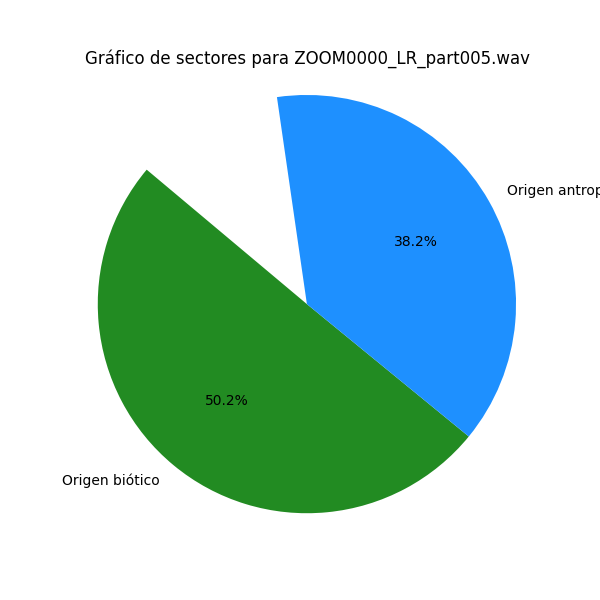 Gráfico de sectores para ZOOM0000_LR_part005.wav
Origen antrop
38.2%
50.2%
Origen biótico